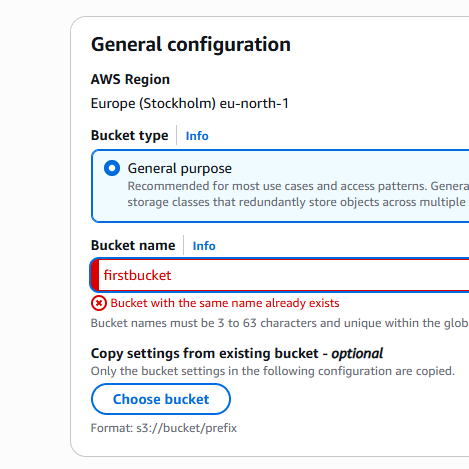 General configuration
AWS Region
Europe (Stockholm) eu-north-1
Bucket type Info
General purpose
Recommended for most use cases and access patterns. Genera
storage classes that redundantly store objects across multiple
Bucket name Info
firstbucket
Bucket with the same name already exists
Bucket names must be 3 to 63 characters and unique within the glob
Copy settings from existing bucket - optional
Only the bucket settings in the following configuration are copied.
Choose bucket
Format: s3://bucket/prefix